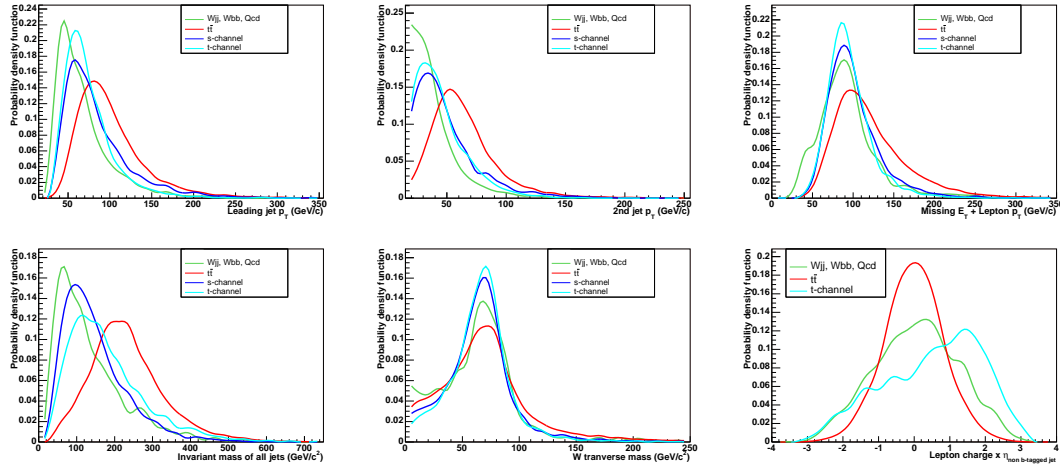 Probability density function
0.24
0.22
0.2
0.18
0.16
0.14
0.12
0.1
0.08
0.06
0.04
0.02
0
Wjj, Wbb, Qcd
tt̄
s-channel
t-channel
0 50 100 150 200 250 300 350
Leading jet pT (GeV/c)
Probability density function
0.25
0.2
0.15
0.1
0.05
0
Wjj, Wbb, Qcd
tt̄
s-channel
t-channel
50 100 150 200 250
2nd jet pT (GeV/c)
Probability density function
0.22
0.2
0.18
0.16
0.14
0.12
0.1
0.08
0.06
0.04
0.02
0
Wjj, Wbb, Qcd
tt̄
s-channel
t-channel
0 50 100 150 200 250 300 350
Missing ET + Lepton pT (GeV/c)
Probability density function
0.18
0.16
0.14
0.12
0.1
0.08
0.06
0.04
0.02
0
Wjj, Wbb, Qcd
tt̄
s-channel
t-channel
0 100 200 300 400 500 600 700
Invariant mass of all jets (GeV/c²)
Probability density function
0.18
0.16
0.14
0.12
0.1
0.08
0.06
0.04
0.02
0
Wjj, Wbb, Qcd
tt̄
s-channel
t-channel
0 50 100 150 200 250
W tranverse mass (GeV/c²)
Probability density function
0.2
0.18
0.16
0.14
0.12
0.1
0.08
0.06
0.04
0.02
0
Wjj, Wbb, Qcd
tt̄
t-channel
-4 -3 -2 -1 0 1 2 3 4
Lepton charge x η non b-tagged jet